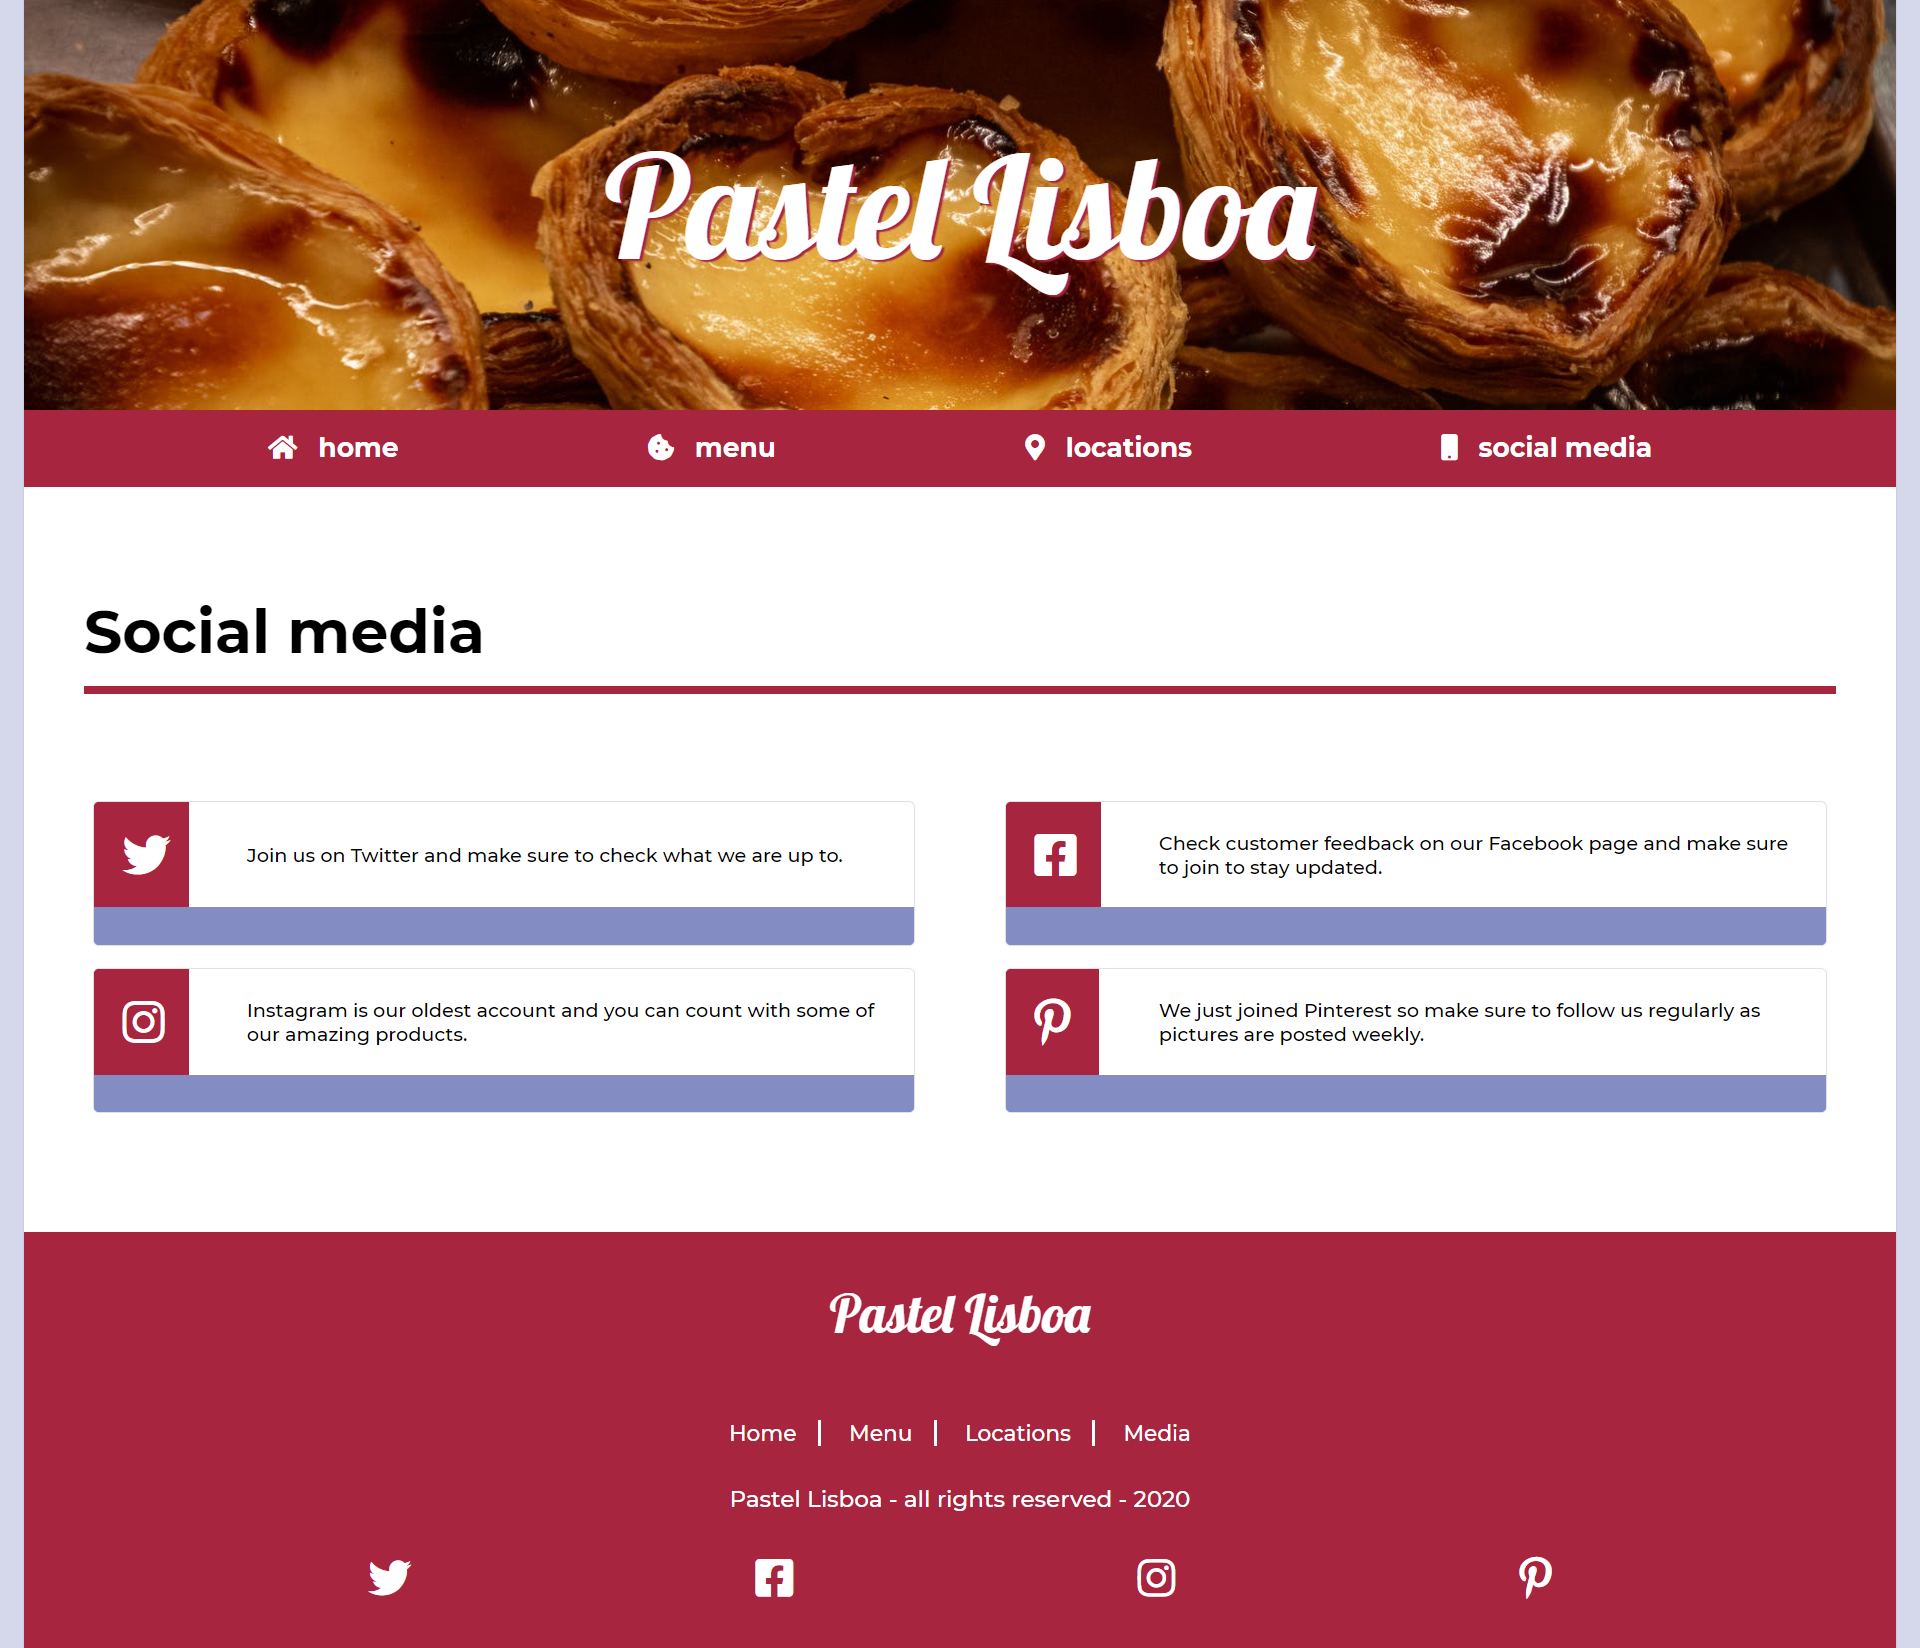 Pastel Lisboa
home
menu
locations
social media
Social media
Join us on Twitter and make sure to check what we are up to.
Check customer feedback on our Facebook page and make sure
to join to stay updated.
Instagram is our oldest account and you can count with some of
our amazing products.
We just joined Pinterest so make sure to follow us regularly as
pictures are posted weekly.
Pastel Lisboa
Home
Menu
Locations
Media
Pastel Lisboa - all rights reserved - 2020